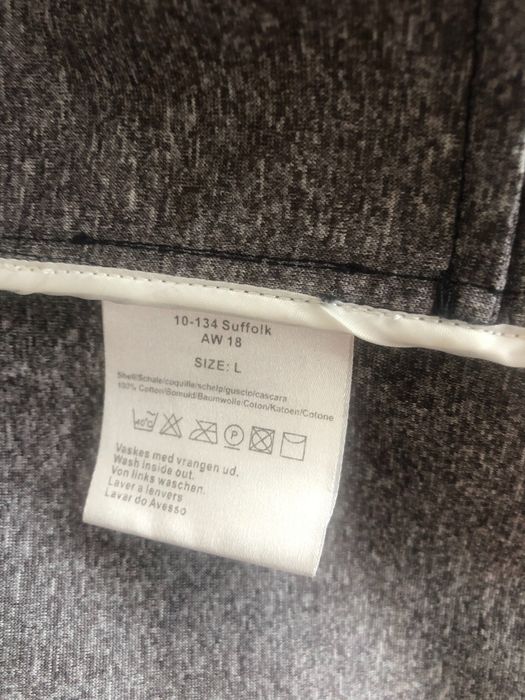 10-134 Suffolk
AW 18
SIZE: L
Shell/Schale/coquille/schelp/guscio/cascara
100% Cotton/Bomuld/Baumwolle/Coton/Katoen/Cotone
40°C
P
Vaskes med vrangen ud.
Wash inside out.
Von links waschen.
Laver a lenvers
Lavar do Avesso